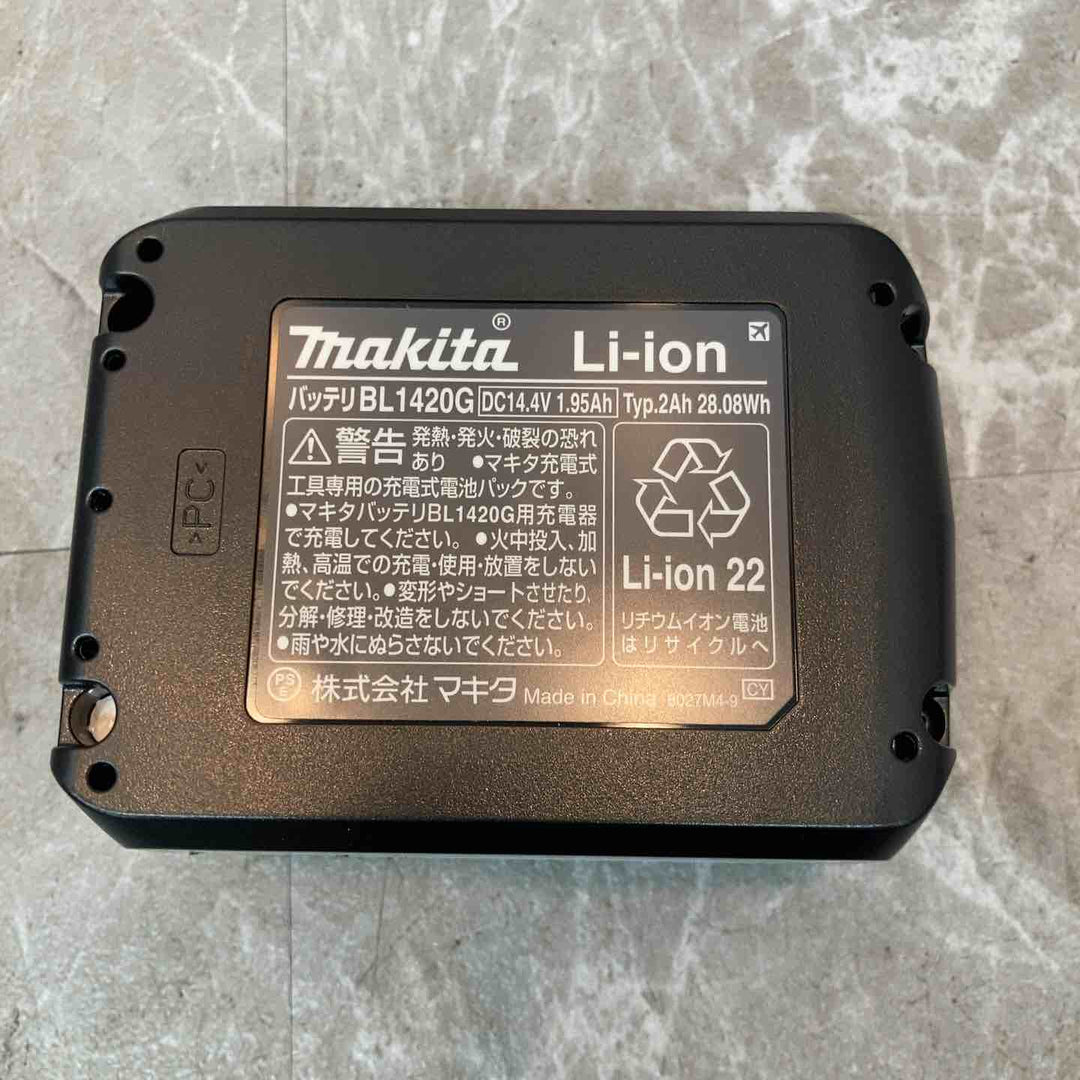 makita® Li-ion
バッテリ BL1420G DC14.4V 1.95Ah Typ.2Ah 28.08Wh
警告 発熱・発火・破裂の恐れ
あり ●マキタ充電式
工具専用の充電式電池パックです。
●マキタバッテリBL1420G用充電器
で充電してください。●火中投入、加
熱、高温での充電・使用・放置をしない
でください。●変形やショートさせたり、
分解・修理・改造をしないでください。
●雨や水にぬらさないでください。
Li-ion 22
リチウムイオン電池
はリサイクルへ
PS
E 株式会社 マキタ Made in China 8027M4-9 CY
>PC<